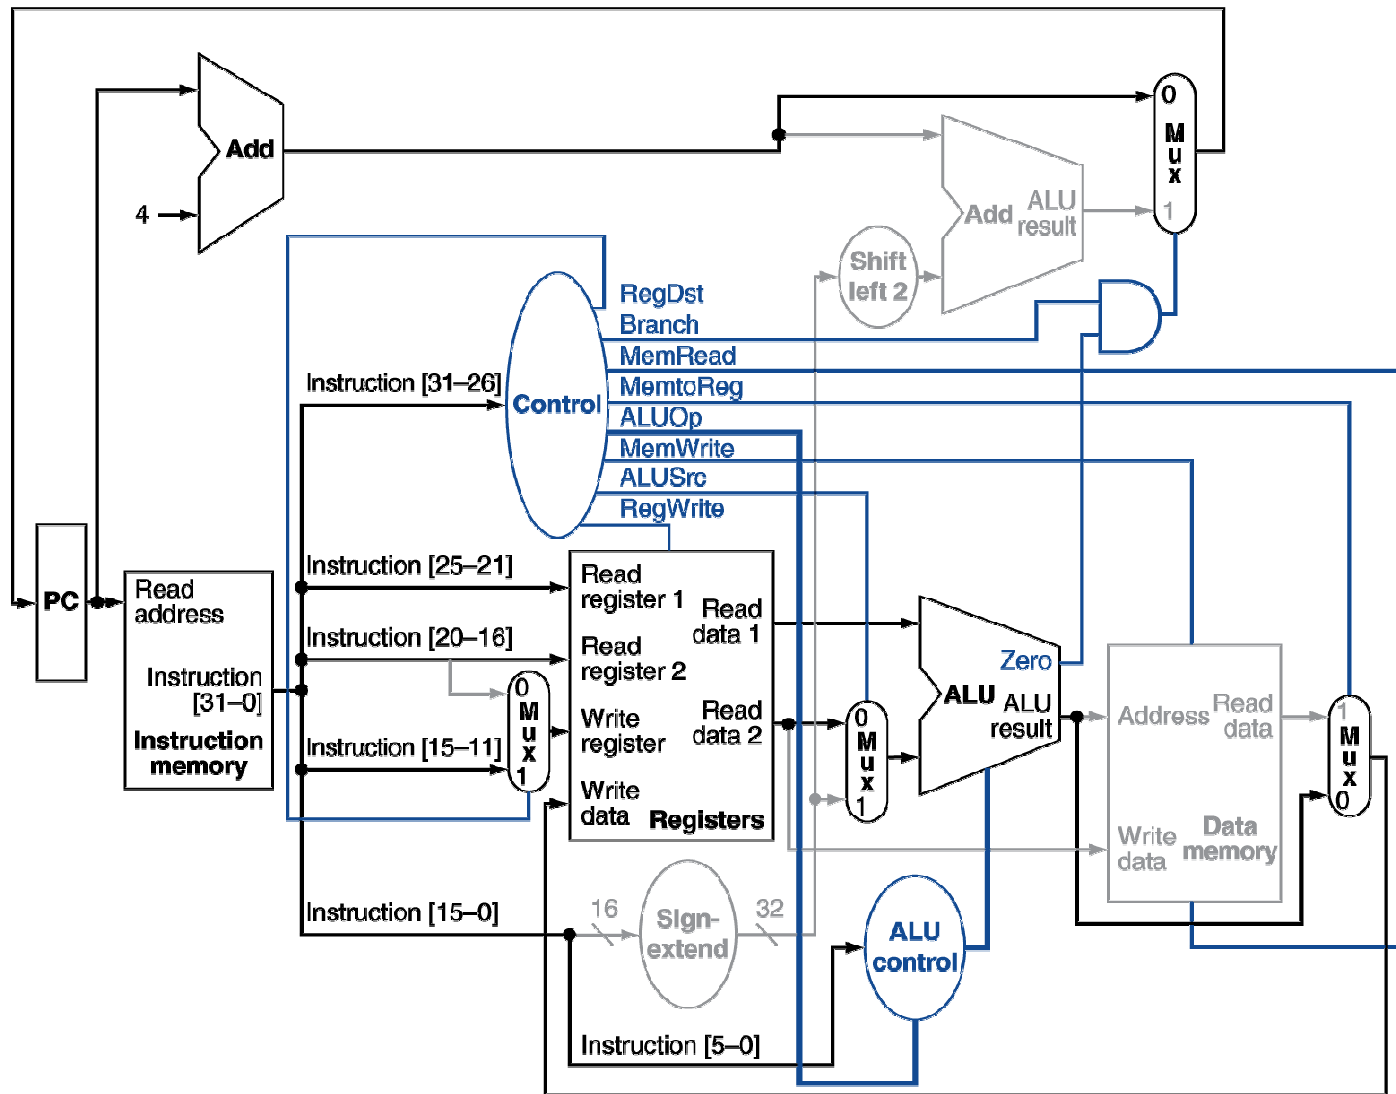 0
M
u
x
1
Add
ALU
Add result
4
Shift
left 2
RegDst
Branch
MemRead
MemtoReg
ALUOp
MemWrite
ALUSrc
RegWrite
Instruction [31–26]
Control
Instruction [25–21]
Instruction [20–16]
Instruction [15–11]
Instruction [15–0]
Instruction [5–0]
PC
Read
address
Instruction
[31–0]
Instruction
memory
0
M
u
x
1
Read
register 1
Read
register 2
Write
register
Write
data
Read
data 1
Read
data 2
Registers
0
M
u
x
1
Zero
ALU
ALU
result
Address
Read
data
Write
data
Data
memory
1
M
u
x
0
16
SIgn-
extend
32
ALU
control